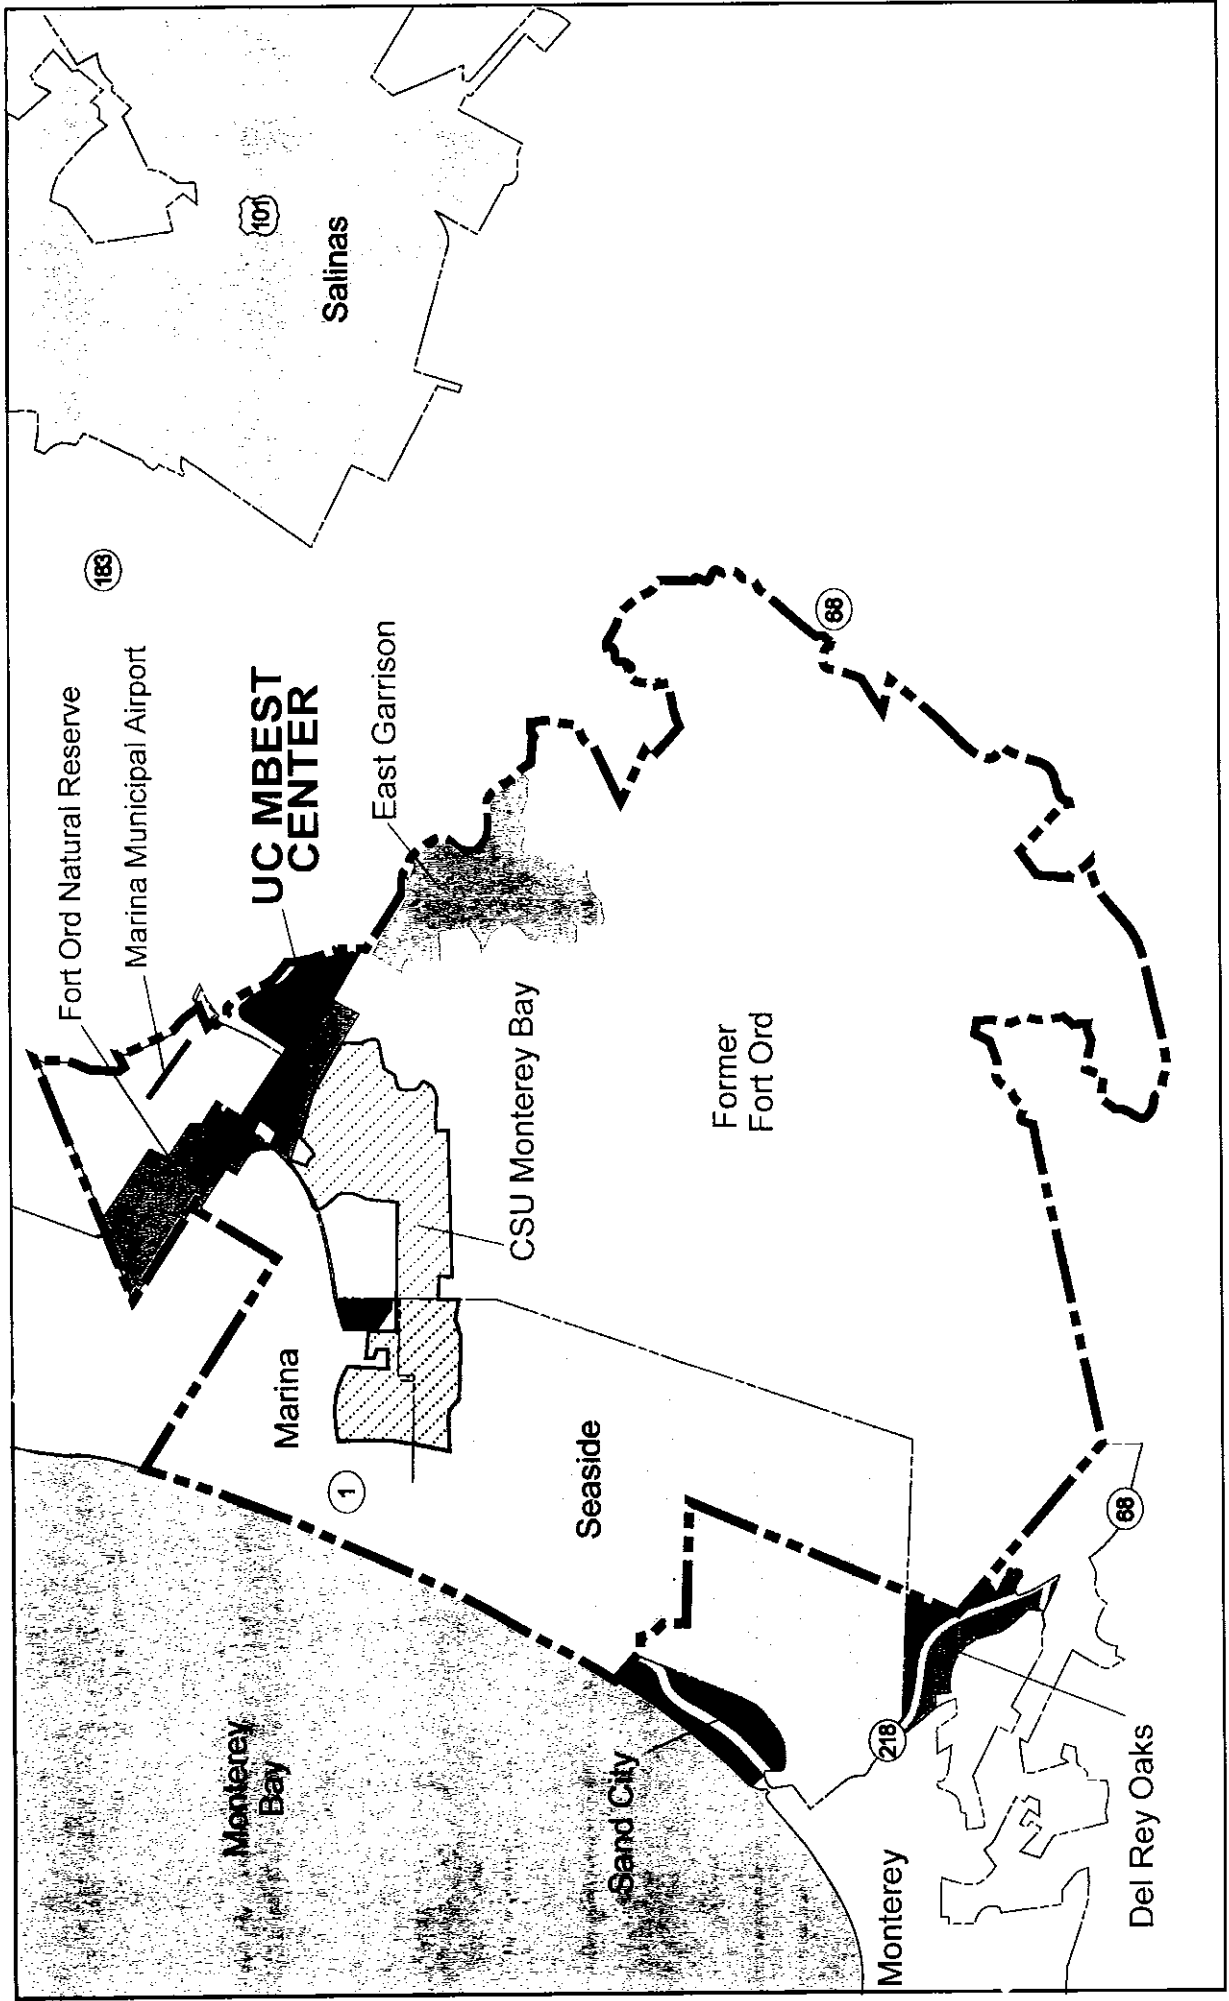 Fort Ord Natural Reserve
Marina Municipal Airport
183
101
Salinas
UC MBEST
CENTER
East Garrison
Monterey
Bay
Marina
1
CSU Monterey Bay
Seaside
Sand City
Former
Fort Ord
68
218
Monterey
68
Del Rey Oaks